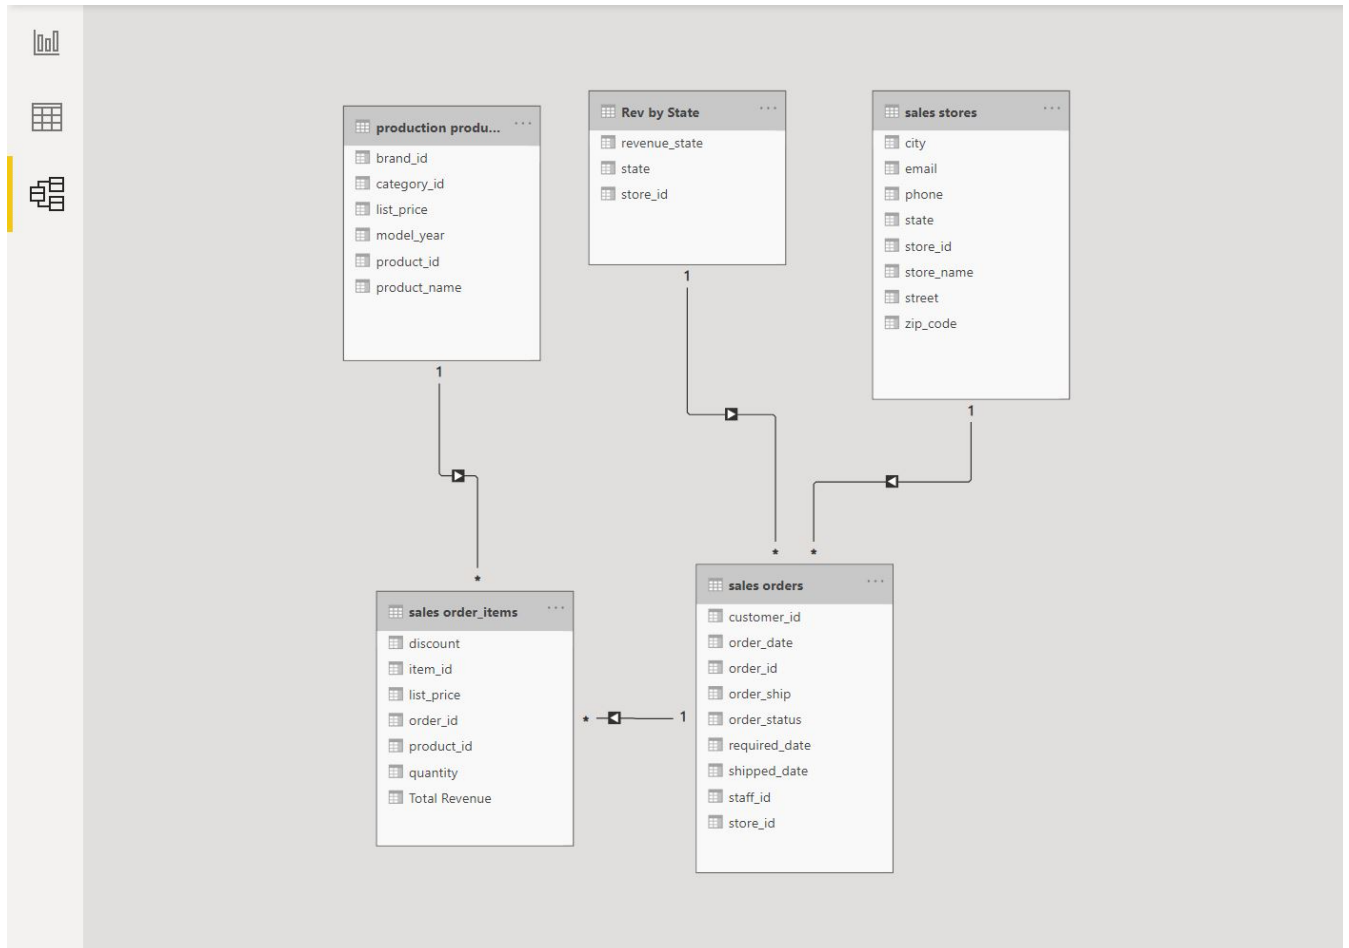 production produ...
brand_id
category_id
list_price
model_year
product_id
product_name
1
*
Rev by State
revenue_state
state
store_id
1
*
sales stores
city
email
phone
state
store_id
store_name
street
zip_code
1
*
sales order_items
discount
item_id
list_price
order_id
product_id
quantity
Total Revenue
* 1
sales orders
customer_id
order_date
order_id
order_ship
order_status
required_date
shipped_date
staff_id
store_id